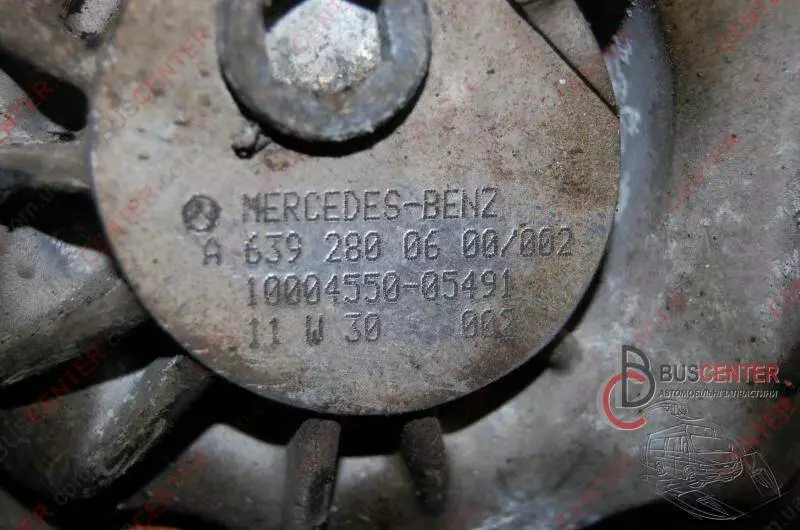 MERCEDES-BENZ
A 639 280 06 00/002
10004550-05491
11 W 30 002
BUSCENTER
АВТОМОБІЛЬНІ ЗАПЧАСТИНИ